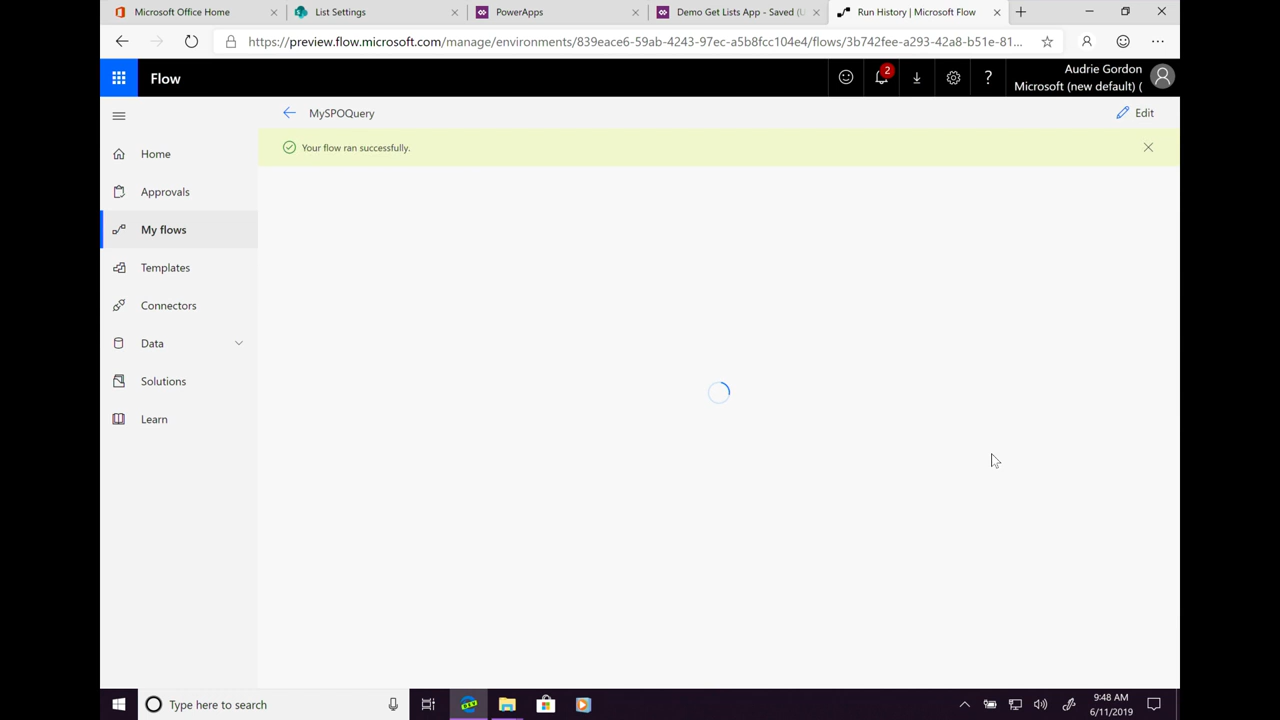 Microsoft Office Home
List Settings
PowerApps
Demo Get Lists App - Saved (U
Run History | Microsoft Flow
https://preview.flow.microsoft.com/manage/environments/839eace6-59ab-4243-97ec-a5b8fcc104e4/flows/3b742fee-a293-42a8-b51e-81...
Flow
2
?
Audrie Gordon
Microsoft (new default) (
MySPOQuery
Edit
Your flow ran successfully.
Home
Approvals
My flows
Templates
Connectors
Data
Solutions
Learn
Type here to search
9:48 AM
6/11/2019